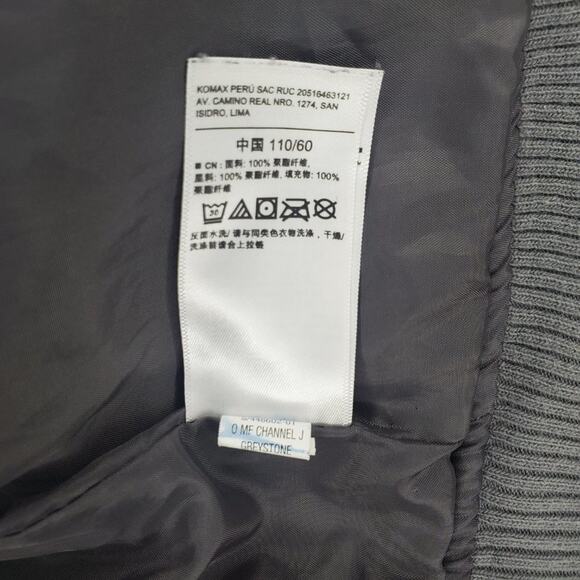 KOMAX PERÚ SAC RUC 20516463121
AV. CAMINO REAL NRO. 1274, SAN
ISIDRO, LIMA
中国 110/60
■ CN: 面料: 100% 聚酯纤维,
里料: 100% 聚酯纤维, 填充物: 100%
聚酯纤维
30
反面水洗/ 请与同类色衣物洗涤, 干燥/
洗涤前请合上拉链
0 MF CHANNEL J
GREYSTONE